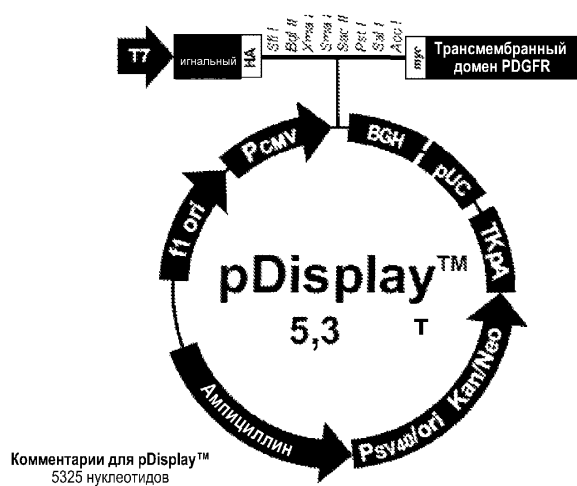 Sfi I
Bgl II
Xma I
Sma I
Sac II
Pst I
Sal I
Acc I
T7
игнальный
HA
myc
Трансмембранный
домен PDGFR
PCMV
BGH
pUC
TKpA
f1 ori
pDisplay™
5,3 т
Ампициллин
PSV40/ori Kan/Neo
Комментарии для pDisplay™
5325 нуклеотидов